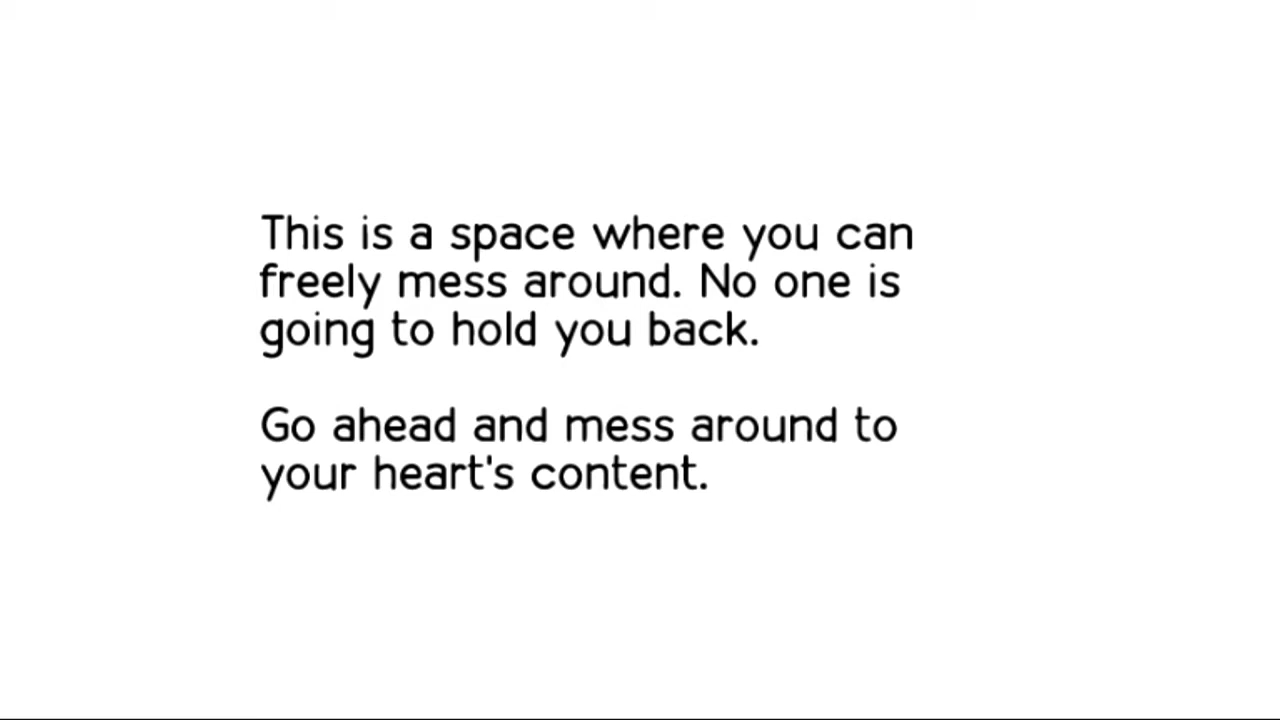 This is a space where you can
freely mess around. No one is
going to hold you back.
Go ahead and mess around to
your heart's content.